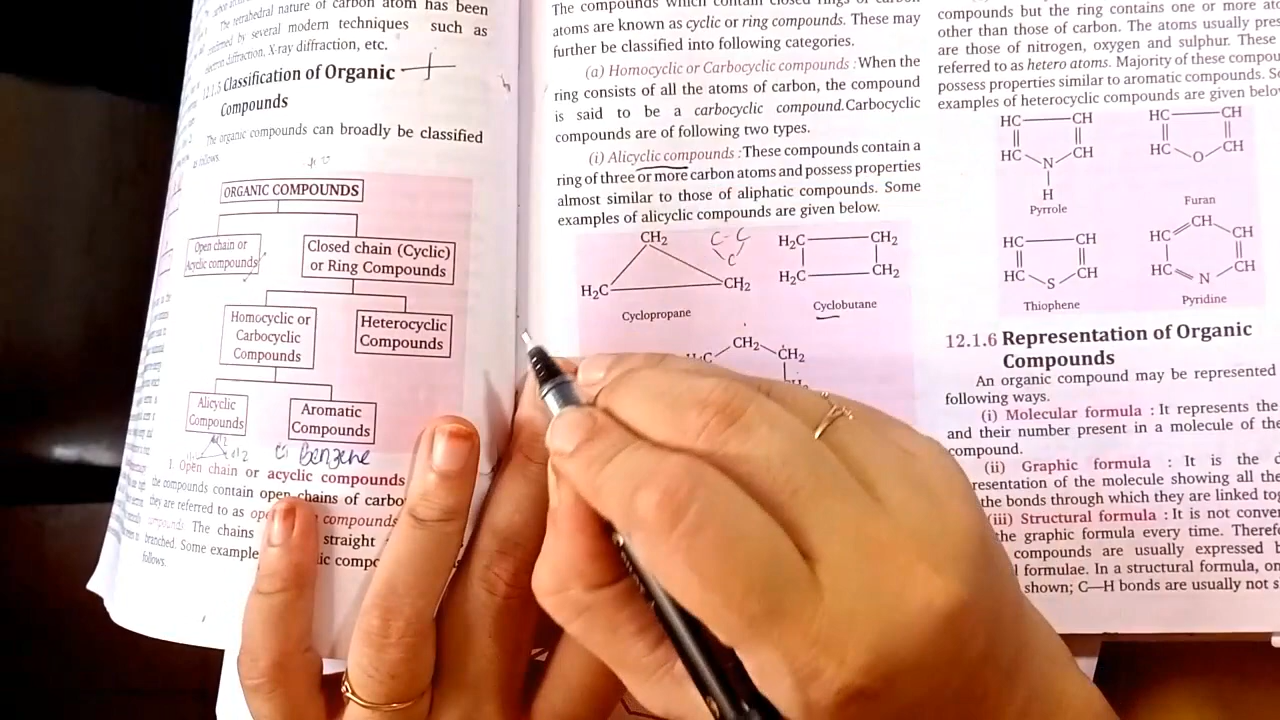 The tetrahedral nature of carbon atom has been
by several modern techniques such as
electron diffraction, X-ray diffraction, etc.
12.1.5 Classification of Organic
Compounds
The organic compounds can broadly be classified
as follows.
ORGANIC COMPOUNDS
Open chain or
Acyclic compounds
Closed chain (Cyclic)
or Ring Compounds
Homocyclic or
Carbocyclic
Compounds
Heterocyclic
Compounds
Alicyclic
Compounds
Aromatic
Compounds
Benzene
1. Open chain or acyclic compounds
the compounds contain open chains of carbo
they are referred to as op compounds
The chains straight
branched. Some example ic compo
follows.
The compounds which contain closed rings of carbon
atoms are known as cyclic or ring compounds. These may
further be classified into following categories.
(a) Homocyclic or Carbocyclic compounds : When the
ring consists of all the atoms of carbon, the compound
is said to be a carbocyclic compound. Carbocyclic
compounds are of following two types.
(i) Alicyclic compounds : These compounds contain a
ring of three or more carbon atoms and possess properties
almost similar to those of aliphatic compounds. Some
examples of alicyclic compounds are given below.
CH2 C-C H2C CH2
C
H2C CH2 H2C CH2
Cyclopropane Cyclobutane
CH2
CH2
compounds but the ring contains one or more ato
other than those of carbon. The atoms usually pres
are those of nitrogen, oxygen and sulphur. These
referred to as hetero atoms. Majority of these compou
possess properties similar to aromatic compounds. So
examples of heterocyclic compounds are given below
HC CH HC CH
HC CH HC CH
N O
H
Pyrrole Furan
CH
HC CH HC CH
HC CH HC CH
S N
Thiophene Pyridine
12.1.6 Representation of Organic
Compounds
An organic compound may be represented
following ways.
(i) Molecular formula : It represents the
and their number present in a molecule of the
compound.
(ii) Graphic formula : It is the d
resentation of the molecule showing all the
the bonds through which they are linked tog
(iii) Structural formula : It is not conve
the graphic formula every time. Theref
compounds are usually expressed b
l formulae. In a structural formula, on
shown; C—H bonds are usually not s